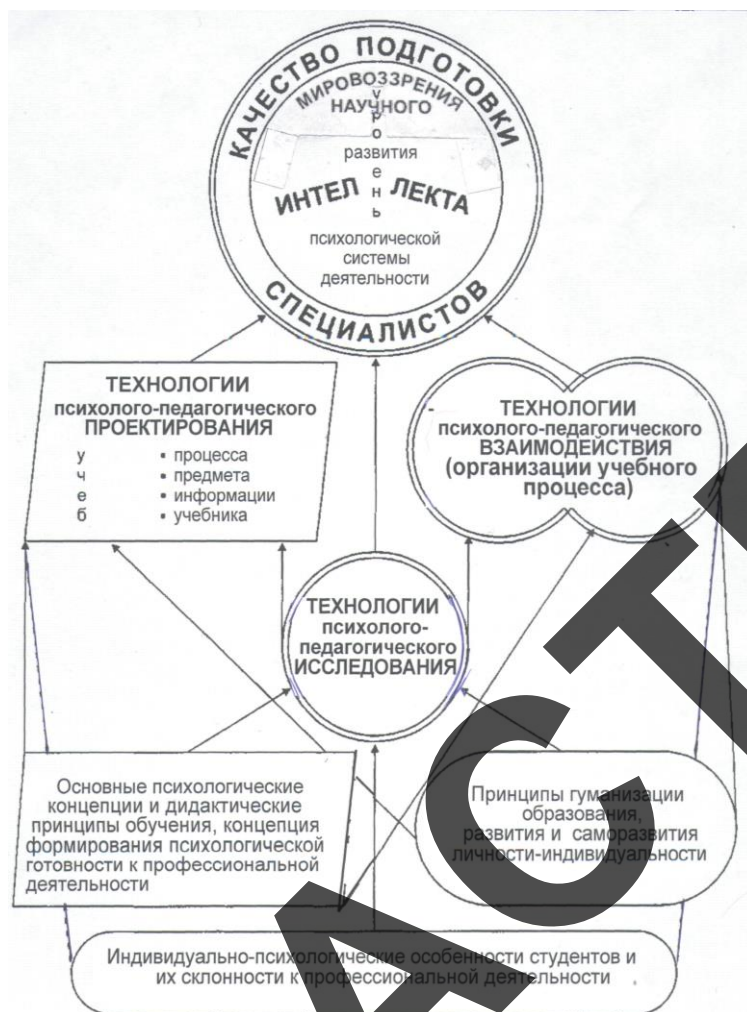 КАЧЕСТВО ПОДГОТОВКИ
МИРОВОЗЗРЕНИЯ
НАУЧНОГО
уровень
развития
ИНТЕЛЛЕКТА
психологической
системы
деятельности
СПЕЦИАЛИСТОВ
ТЕХНОЛОГИИ
психолого-педагогического
ПРОЕКТИРОВАНИЯ
у • процесса
ч • предмета
е • информации
б • учебника
ТЕХНОЛОГИИ
психолого-педагогического
ВЗАИМОДЕЙСТВИЯ
(организации учебного
процесса)
ТЕХНОЛОГИИ
психолого-
педагогического
ИССЛЕДОВАНИЯ
Основные психологические
концепции и дидактические
принципы обучения, концепция
формирования психологической
готовности к профессиональной
деятельности
Принципы гуманизации
образования,
развития и саморазвития
личности-индивидуальности
Индивидуально-психологические особенности студентов и
их склонности к профессиональной деятельности